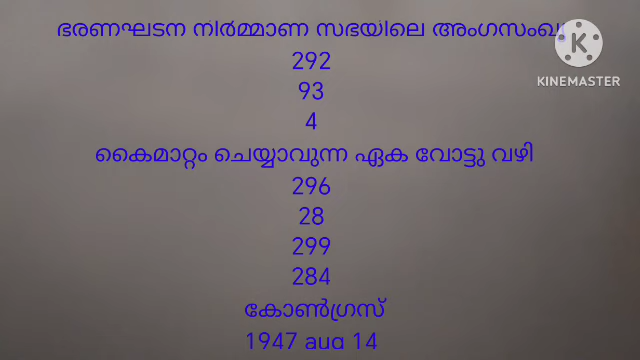 ഭരണഘടന നിർമ്മാണ സഭയിലെ
292
93
4
കൈമാറ്റം ചെയ്യാവുന്ന ഏക വോട്ടു വഴി
296
28
299
284
കോൺഗ്രസ്
1947 aug 14
K
KINEMASTER